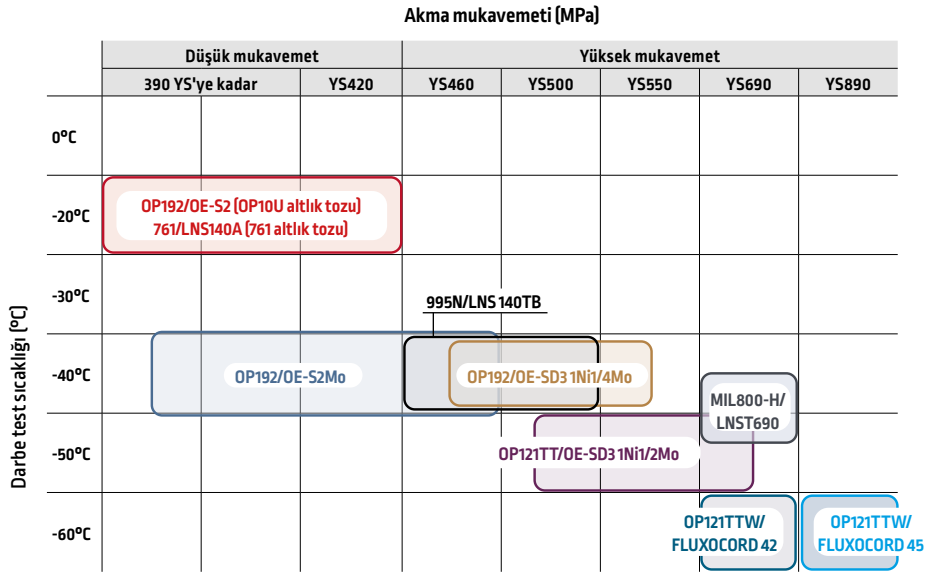 Akma mukavemeti (MPa)
Düşük mukavemet
Yüksek mukavemet
390 YS'ye kadar
YS420
YS460
YS500
YS550
YS690
YS890
Darbe test sıcaklığı (°C)
0°C
-20°C
OP192/OE-S2 (OP10U altlık tozu)
761/LNS140A (761 altlık tozu)
-30°C
995N/LNS 140TB
-40°C
OP192/OE-S2Mo
OP192/OE-SD3 1Ni1/4Mo
MIL800-H/
LNST690
-50°C
OP121TT/OE-SD3 1Ni1/2Mo
-60°C
OP121TTW/
FLUXOCORD 42
OP121TTW/
FLUXOCORD 45